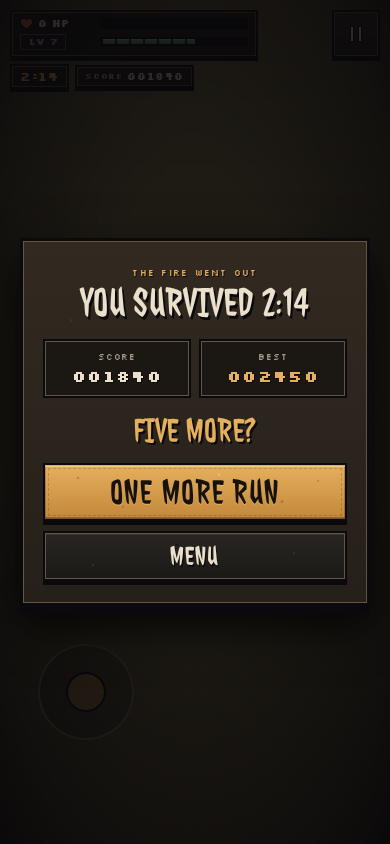 0 HP
LV 7
2:14
SCORE 001840
THE FIRE WENT OUT
YOU SURVIVED 2:14
SCORE
BEST
001840
002450
FIVE MORE?
ONE MORE RUN
MENU